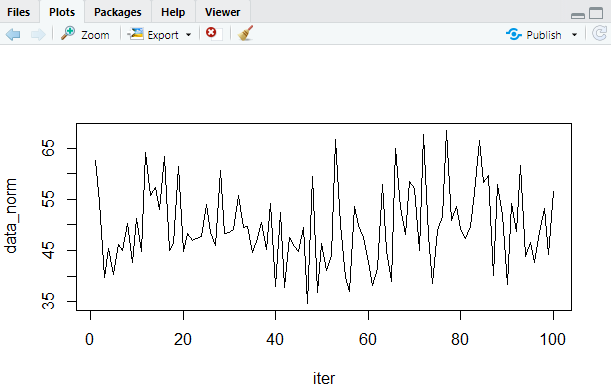 Files Plots Packages Help Viewer
Zoom Export Publish
65
55
45
35
data_norm
0 20 40 60 80 100
iter